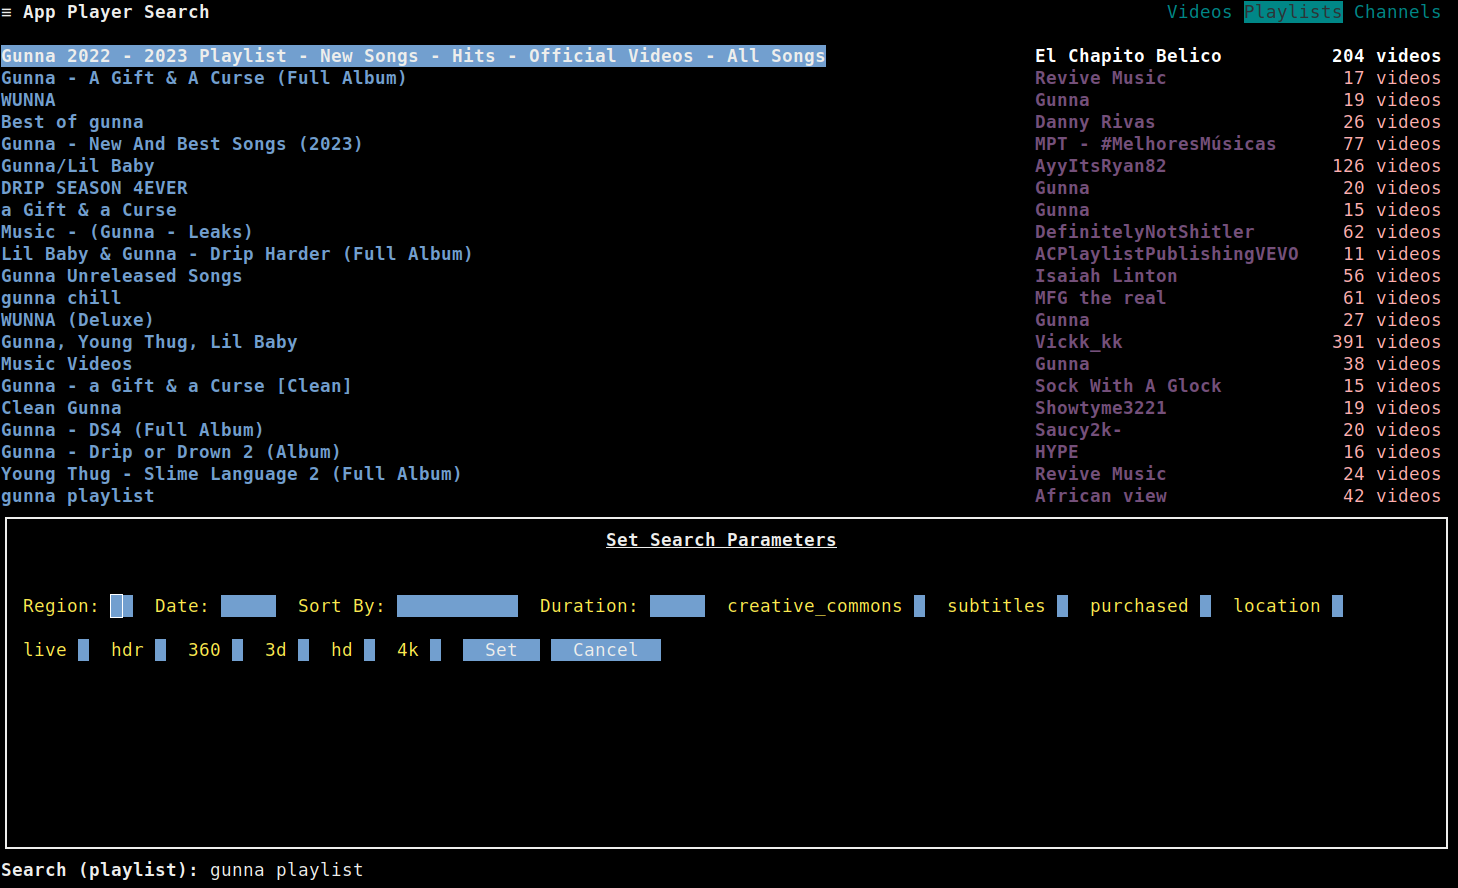 ≡ App Player Search Videos Playlists Channels
Gunna 2022 - 2023 Playlist - New Songs - Hits - Official Videos - All Songs El Chapito Belico 204 videos
Gunna - A Gift & A Curse (Full Album) Revive Music 17 videos
WUNNA Gunna 19 videos
Best of gunna Danny Rivas 26 videos
Gunna - New And Best Songs (2023) MPT - #MelhoresMúsicas 77 videos
Gunna/Lil Baby AyyItsRyan82 126 videos
DRIP SEASON 4EVER Gunna 20 videos
a Gift & a Curse Gunna 15 videos
Music - (Gunna - Leaks) DefinitelyNotShitler 62 videos
Lil Baby & Gunna - Drip Harder (Full Album) ACPlaylistPublishingVEVO 11 videos
Gunna Unreleased Songs Isaiah Linton 56 videos
gunna chill MFG the real 61 videos
WUNNA (Deluxe) Gunna 27 videos
Gunna, Young Thug, Lil Baby Vickk_kk 391 videos
Music Videos Gunna 38 videos
Gunna - a Gift & a Curse [Clean] Sock With A Glock 15 videos
Clean Gunna Showtyme3221 19 videos
Gunna - DS4 (Full Album) Saucy2k- 20 videos
Gunna - Drip or Drown 2 (Album) HYPE 16 videos
Young Thug - Slime Language 2 (Full Album) Revive Music 24 videos
gunna playlist African view 42 videos
Set Search Parameters
Region: Date: Sort By: Duration: creative_commons subtitles purchased location
live hdr 360 3d hd 4k Set Cancel
Search (playlist): gunna playlist